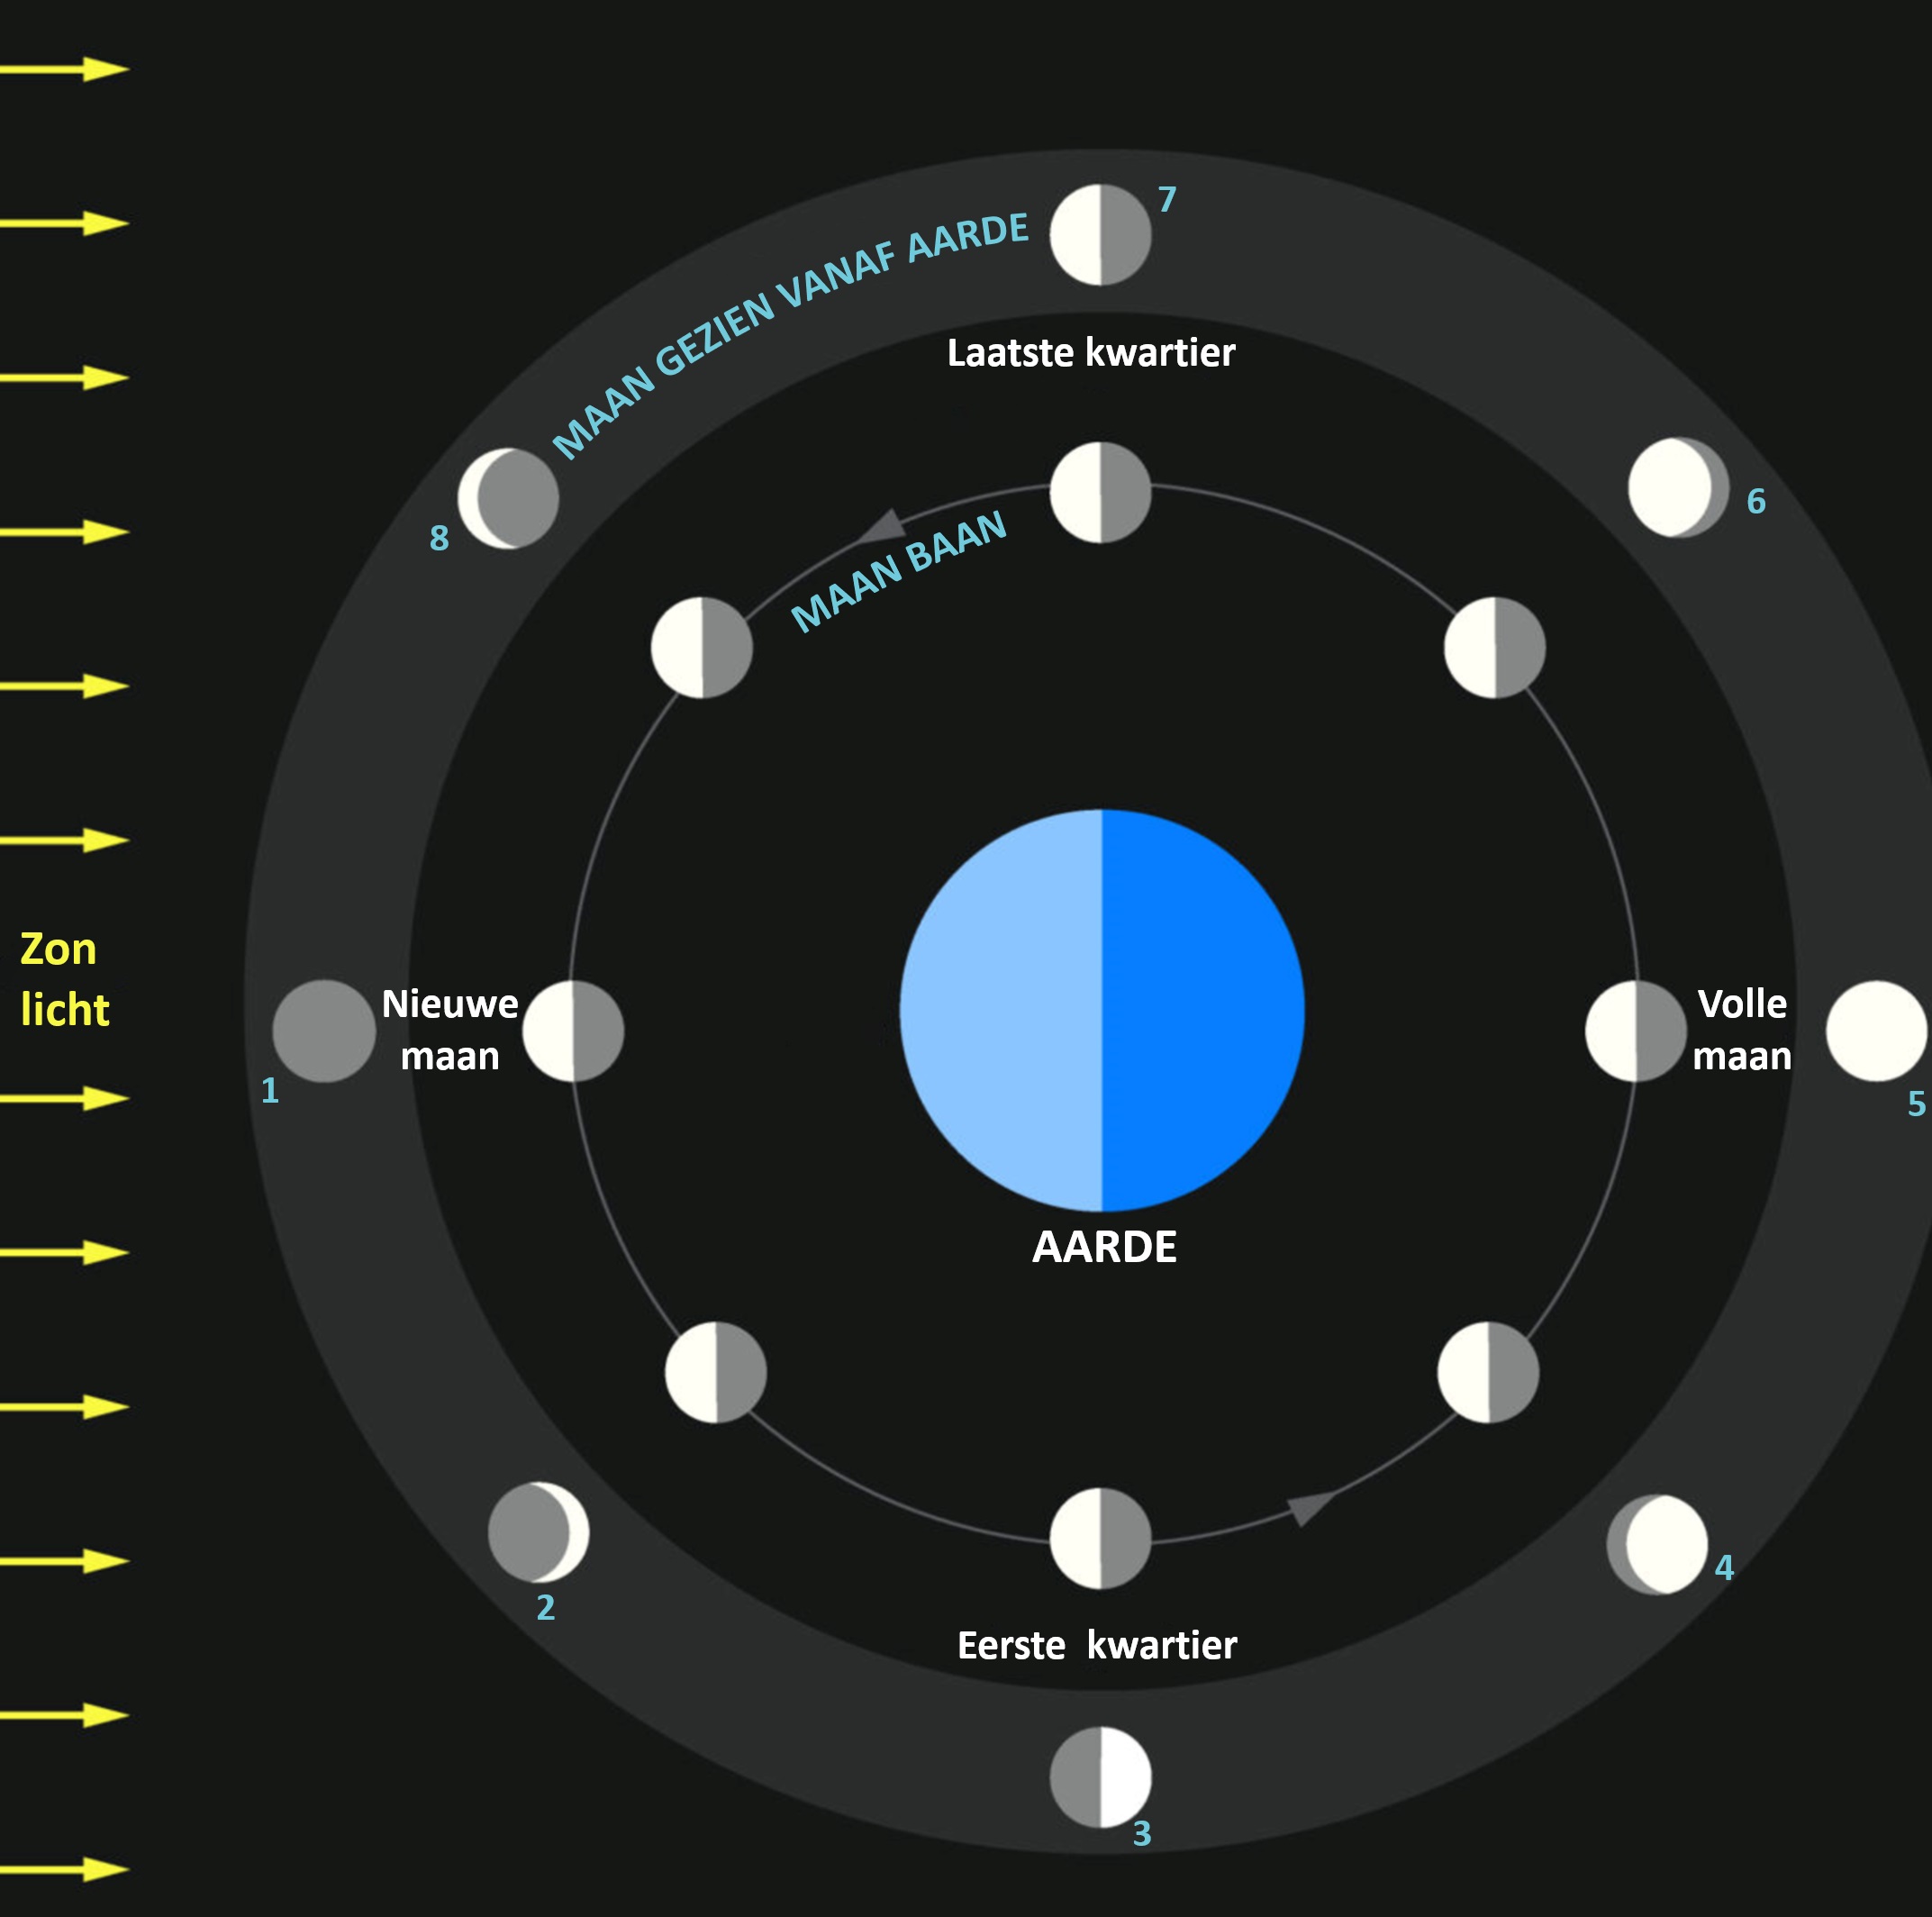 7
MAAN GEZIEN VANAF AARDE
Laatste kwartier
6
8
MAAN BAAN
Zon
licht
Nieuwe
maan
1
Volle
maan
5
AARDE
2
4
Eerste kwartier
3